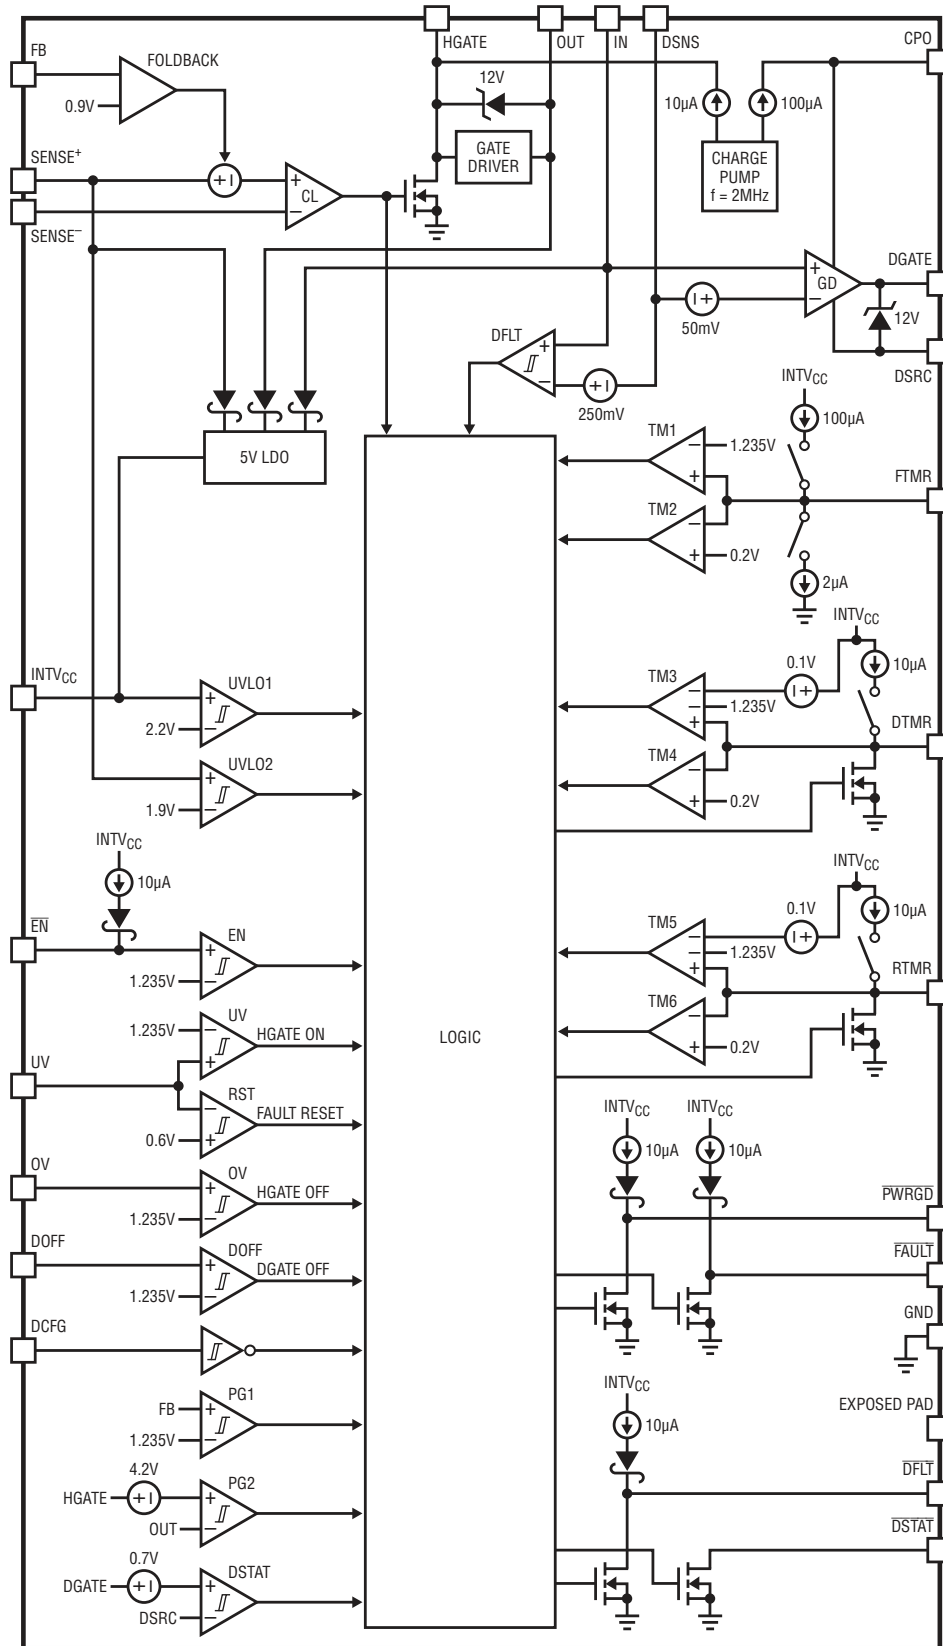 HGATE
OUT
IN
DSNS
CPO
FB
FOLDBACK
0.9V
12V
10µA
100µA
GATE
DRIVER
CHARGE
PUMP
f = 2MHz
SENSE+
+ –
+
CL
–
SENSE–
DGATE
+
GD
–
– +
50mV
12V
DSRC
DFLT
+
–
+ –
250mV
5V LDO
INTVCC
100µA
TM1
–
1.235V
+
FTMR
TM2
–
+
0.2V
2µA
INTVCC
UVLO1
+
–
2.2V
UVLO2
+
–
1.9V
INTVCC
0.1V
– +
10µA
TM3
–
–
1.235V
+
DTMR
TM4
–
+
0.2V
INTVCC
10µA
EN
EN
+
–
1.235V
INTVCC
0.1V
– +
10µA
TM5
–
–
1.235V
+
RTMR
TM6
–
+
0.2V
LOGIC
UV
1.235V
–
+
HGATE ON
UV
RST
–
+
0.6V
FAULT RESET
OV
OV
+
–
1.235V
HGATE OFF
DOFF
DOFF
+
–
1.235V
DGATE OFF
DCFG
INTVCC
INTVCC
10µA
10µA
PWRGD
FAULT
GND
PG1
FB
+
–
1.235V
INTVCC
10µA
EXPOSED PAD
4.2V
HGATE
+ –
PG2
+
–
OUT
DFLT
DSTAT
0.7V
DGATE
+ –
DSTAT
+
–
DSRC